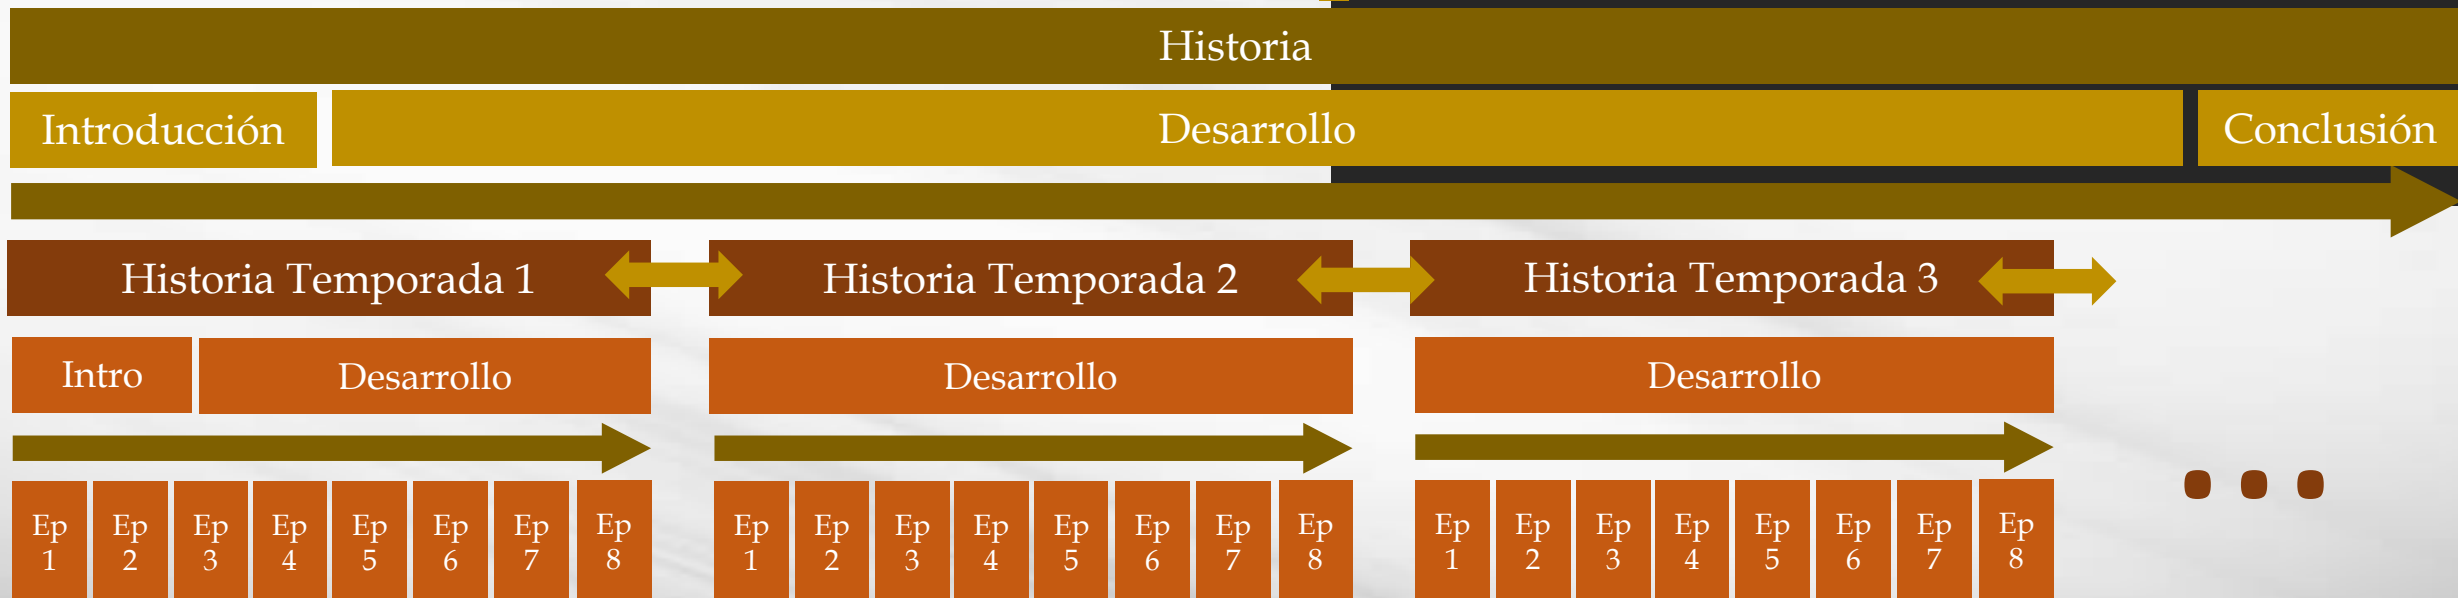 Historia
Introducción
Desarrollo
Conclusión
Historia Temporada 1
Historia Temporada 2
Historia Temporada 3
Intro
Desarrollo
Desarrollo
Desarrollo
Ep
1
Ep
2
Ep
3
Ep
4
Ep
5
Ep
6
Ep
7
Ep
8
Ep
1
Ep
2
Ep
3
Ep
4
Ep
5
Ep
6
Ep
7
Ep
8
Ep
1
Ep
2
Ep
3
Ep
4
Ep
5
Ep
6
Ep
7
Ep
8
...